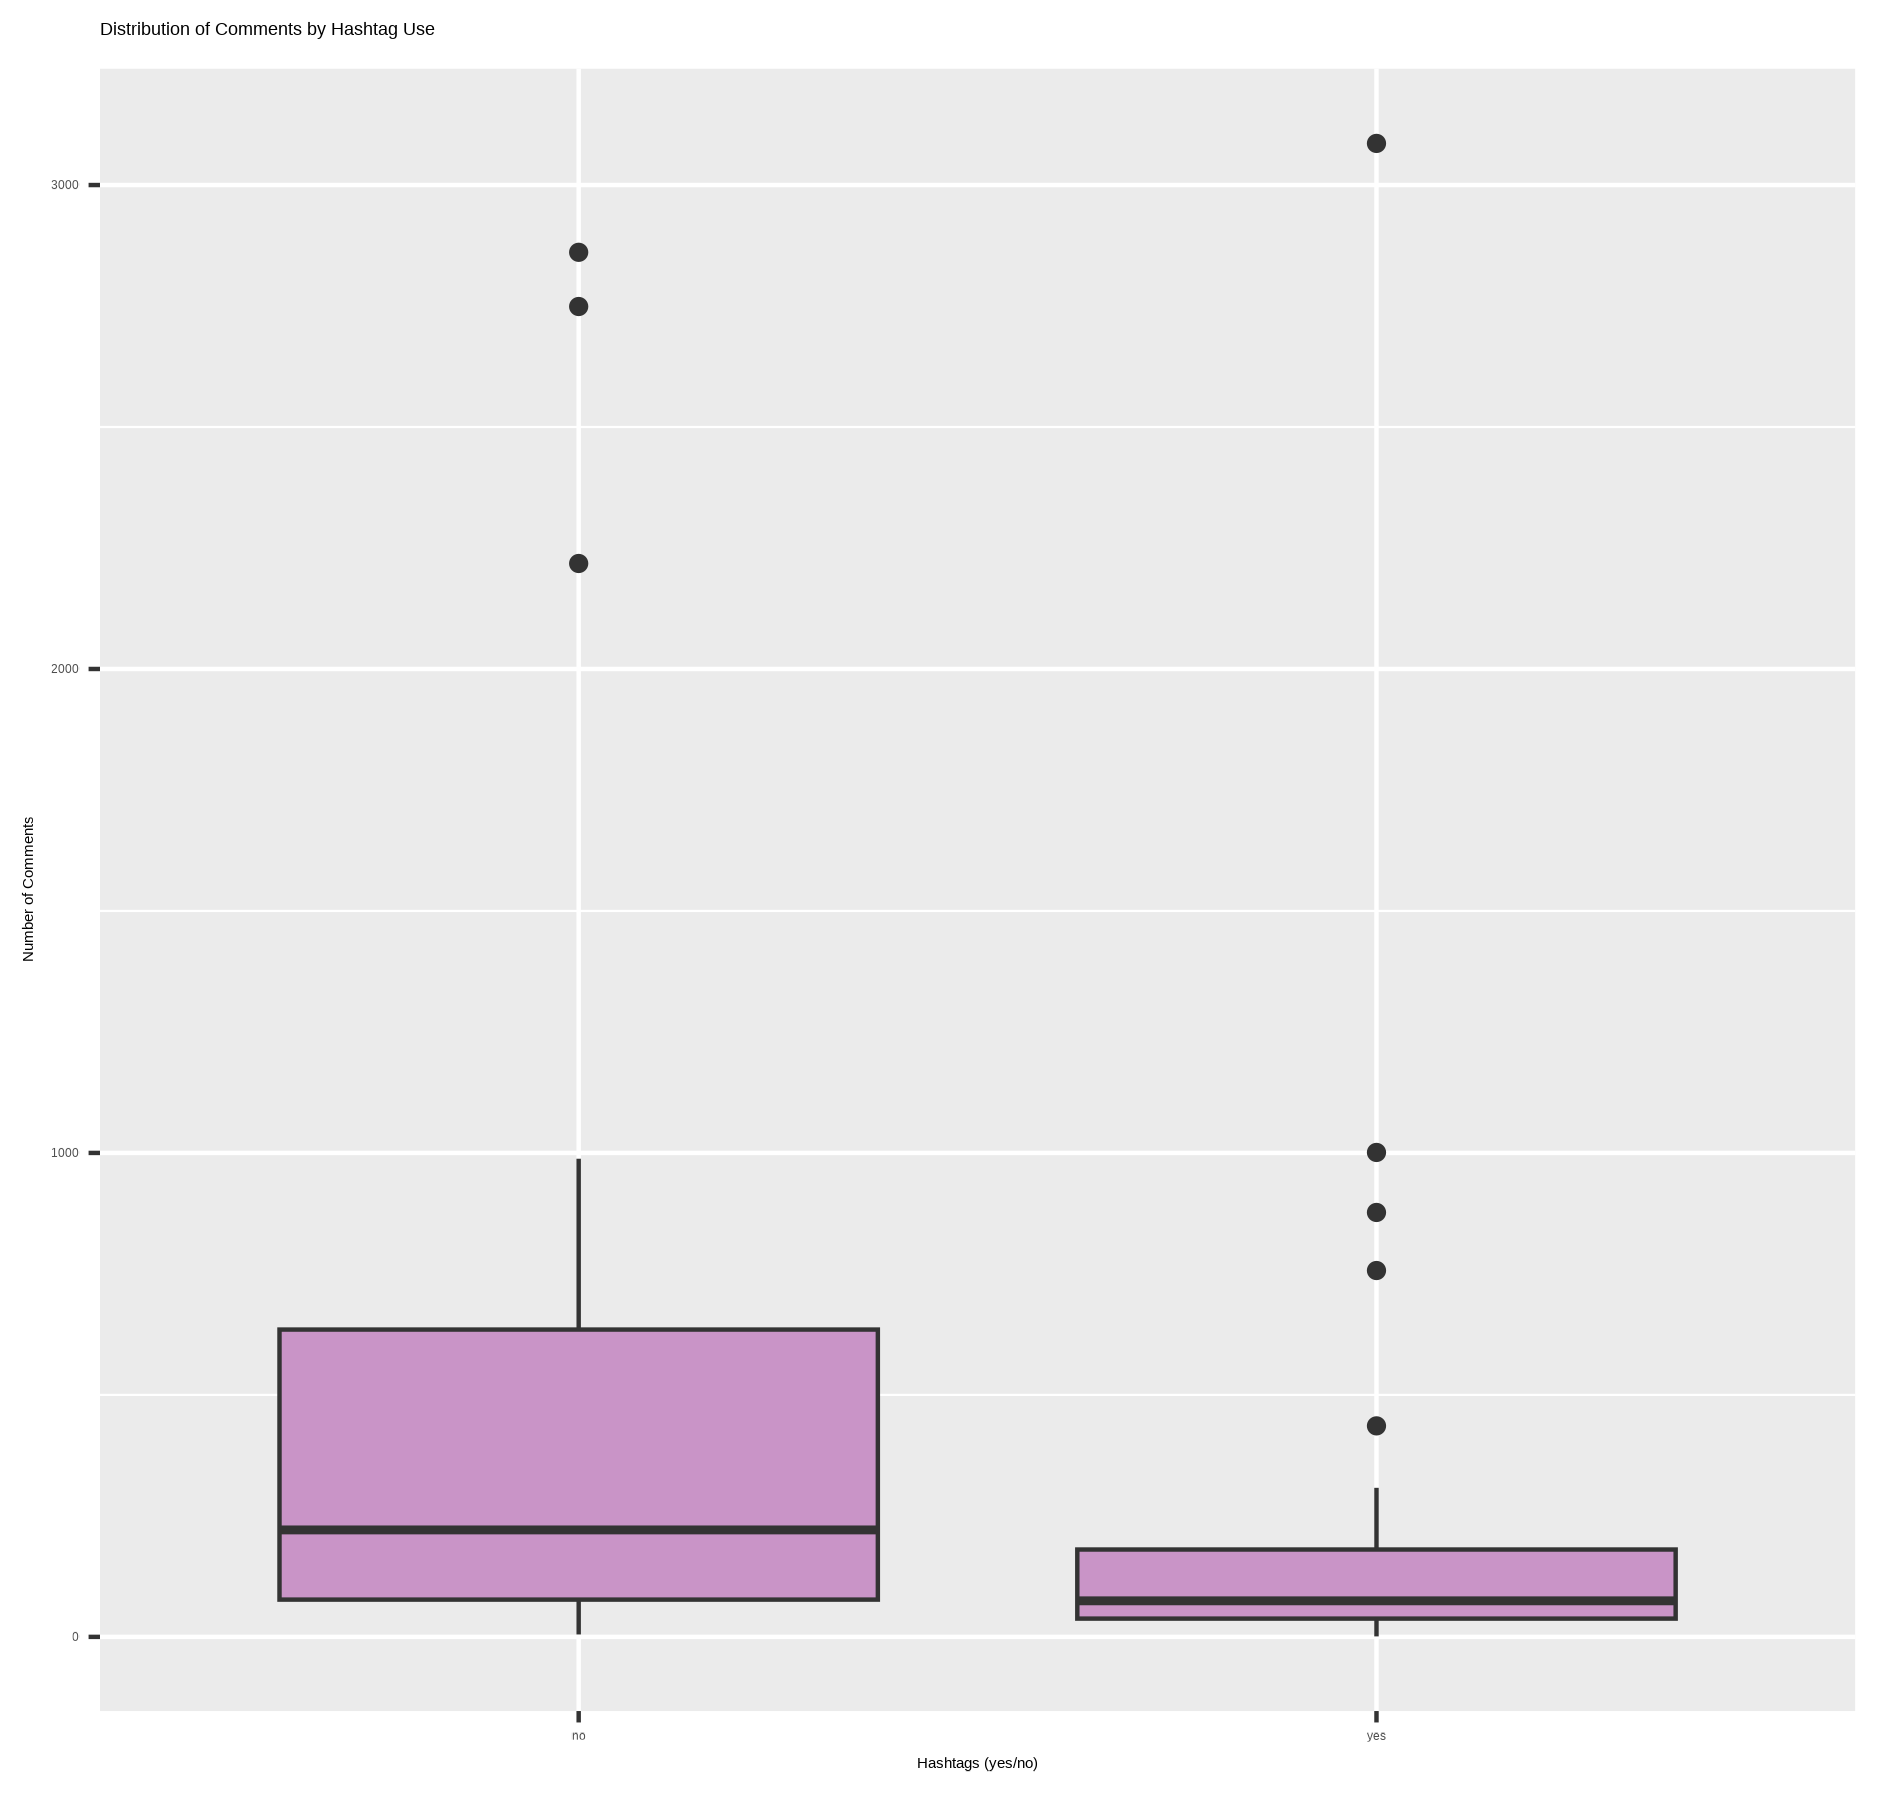 Distribution of Comments by Hashtag Use
3000
2000
1000
0
Number of Comments
no
yes
Hashtags (yes/no)